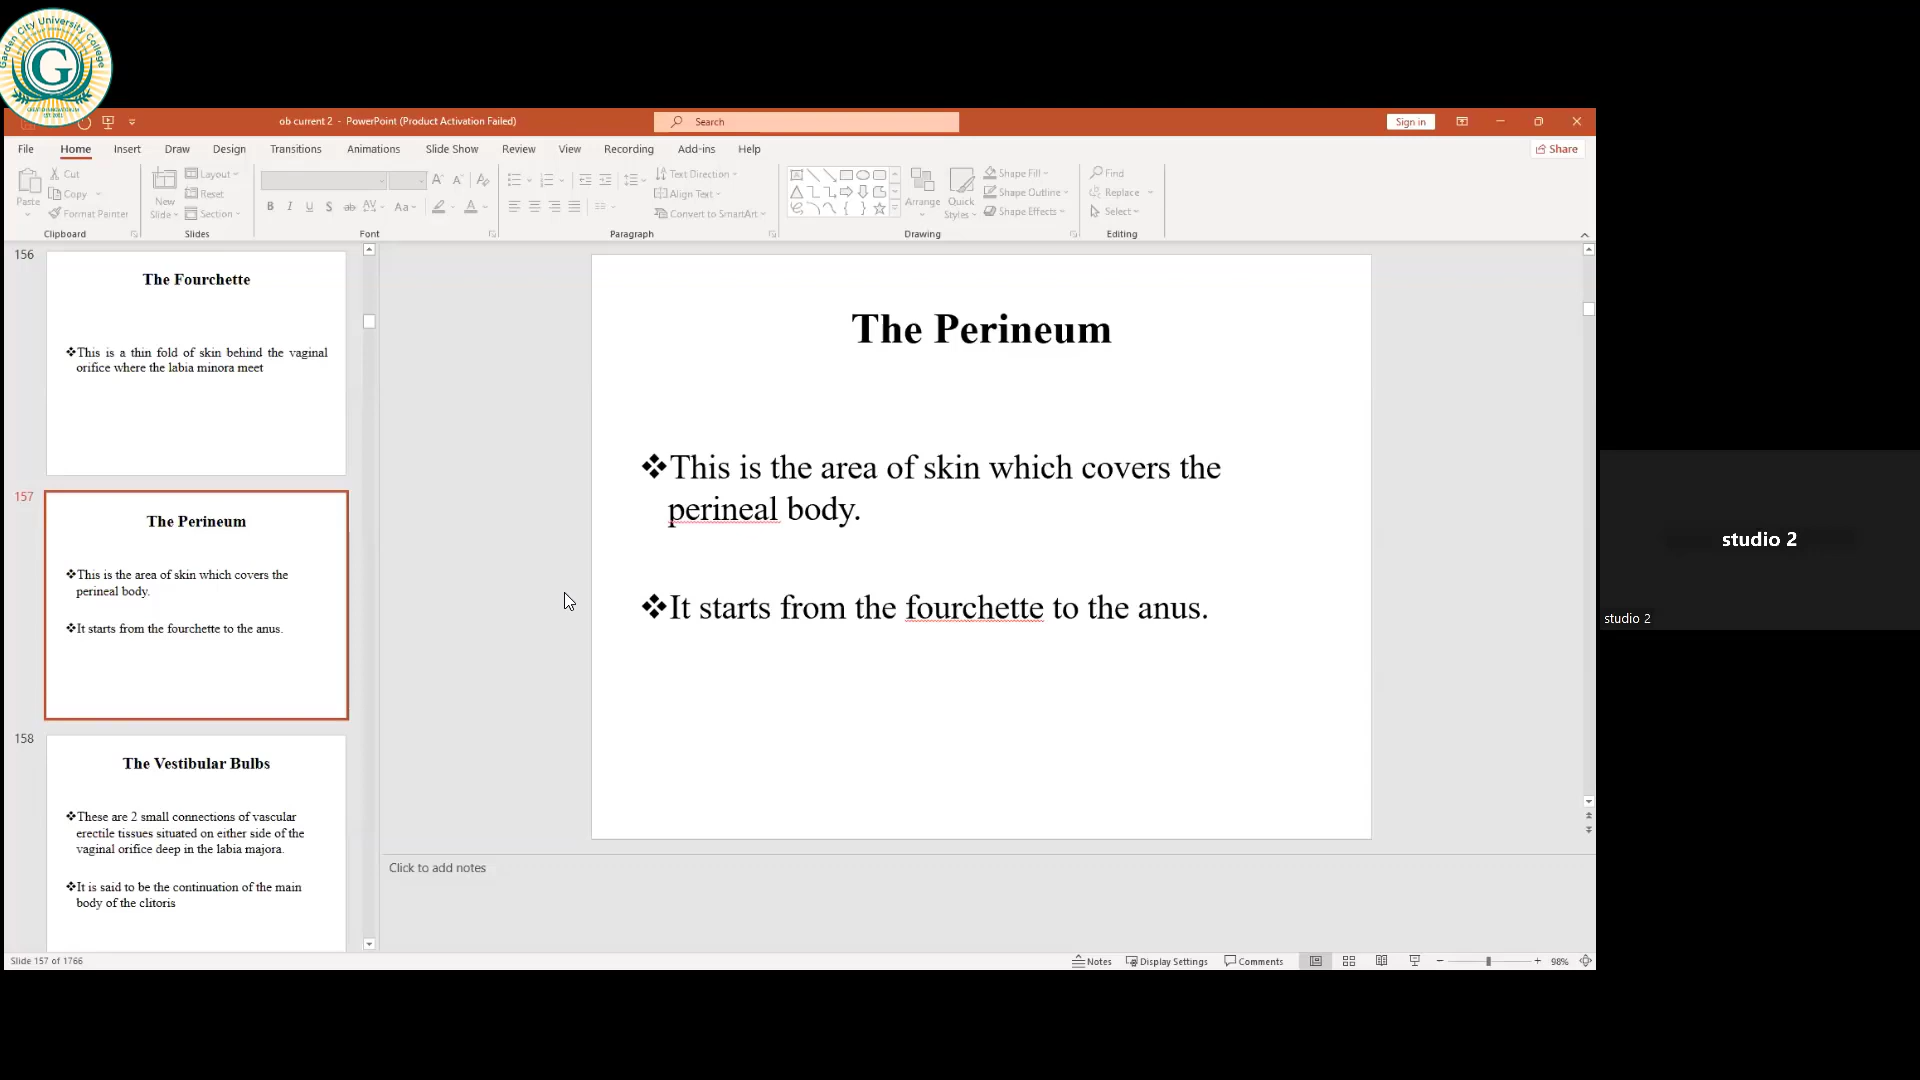 Garden City University College
G
ob current 2 - PowerPoint (Product Activation Failed)
Search
Sign in
File Home Insert Draw Design Transitions Animations Slide Show Review View Recording Add-ins Help
Share
Paste
Cut
Copy
Format Painter
Clipboard
New Slide
Layout
Reset
Section
Slides
B I U S ab AV Aa A
Font
Text Direction
Align Text
Convert to SmartArt
Paragraph
Arrange
Quick Styles
Shape Fill
Shape Outline
Shape Effects
Drawing
Find
Replace
Select
Editing
156
The Fourchette
❖This is a thin fold of skin behind the vaginal
orifice where the labia minora meet
157
The Perineum
❖This is the area of skin which covers the
perineal body.
❖It starts from the fourchette to the anus.
158
The Vestibular Bulbs
❖These are 2 small connections of vascular
erectile tissues situated on either side of the
vaginal orifice deep in the labia majora.
❖It is said to be the continuation of the main
body of the clitoris
The Perineum
❖This is the area of skin which covers the
perineal body.
❖It starts from the fourchette to the anus.
Click to add notes
Slide 157 of 1766
Notes Display Settings Comments 98%
studio 2
studio 2